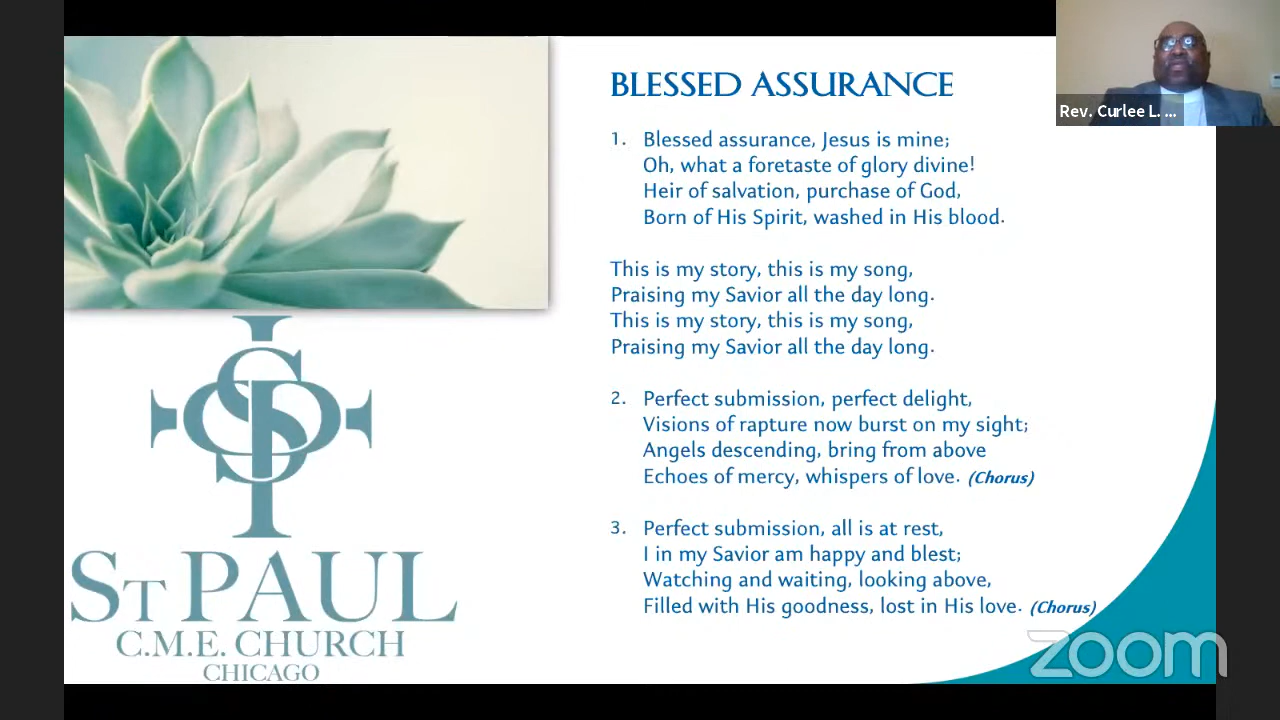 BLESSED ASSURANCE
1. Blessed assurance, Jesus is mine;
Oh, what a foretaste of glory divine!
Heir of salvation, purchase of God,
Born of His Spirit, washed in His blood.
This is my story, this is my song,
Praising my Savior all the day long.
This is my story, this is my song,
Praising my Savior all the day long.
2. Perfect submission, perfect delight,
Visions of rapture now burst on my sight;
Angels descending, bring from above
Echoes of mercy, whispers of love. (Chorus)
3. Perfect submission, all is at rest,
I in my Savior am happy and blest;
Watching and waiting, looking above,
Filled with His goodness, lost in His love. (Chorus)
ST PAUL
C.M.E. CHURCH
CHICAGO
Rev. Curlee L. ...
zoom